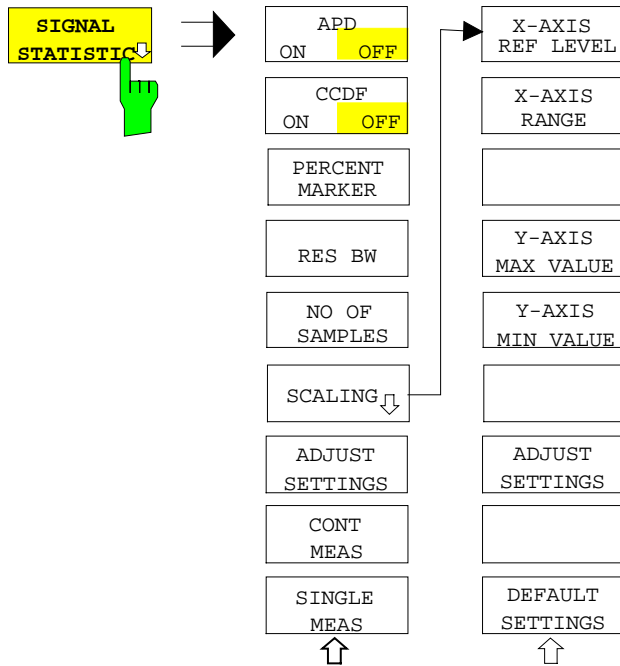 SIGNAL
STATISTIC
APD
ON OFF
CCDF
ON OFF
PERCENT
MARKER
RES BW
NO OF
SAMPLES
SCALING
ADJUST
SETTINGS
CONT
MEAS
SINGLE
MEAS
X-AXIS
REF LEVEL
X-AXIS
RANGE
Y-AXIS
MAX VALUE
Y-AXIS
MIN VALUE
ADJUST
SETTINGS
DEFAULT
SETTINGS